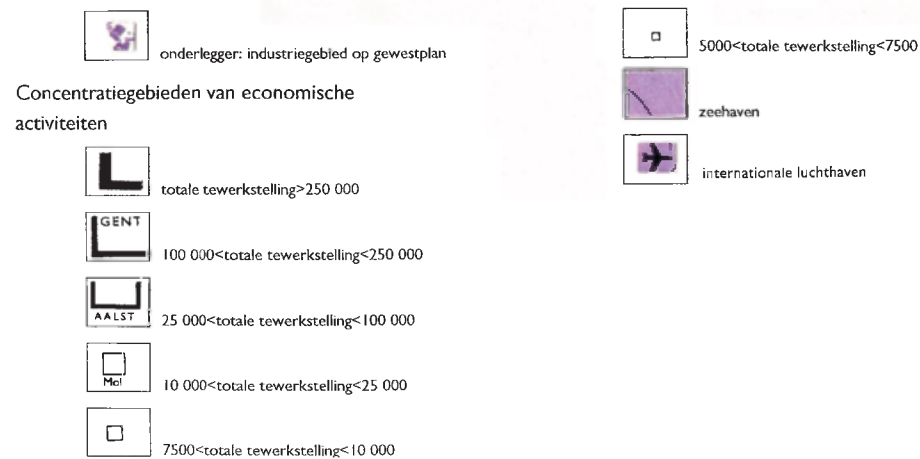 onderlegger: industriegebied op gewestplan
Concentratiegebieden van economische
activiteiten
totale tewerkstelling>250 000
GENT
100 000<totale tewerkstelling<250 000
AALST
25 000<totale tewerkstelling<100 000
Mol
10 000<totale tewerkstelling<25 000
7500<totale tewerkstelling<10 000
5000<totale tewerkstelling<7500
zeehaven
internationale luchthaven